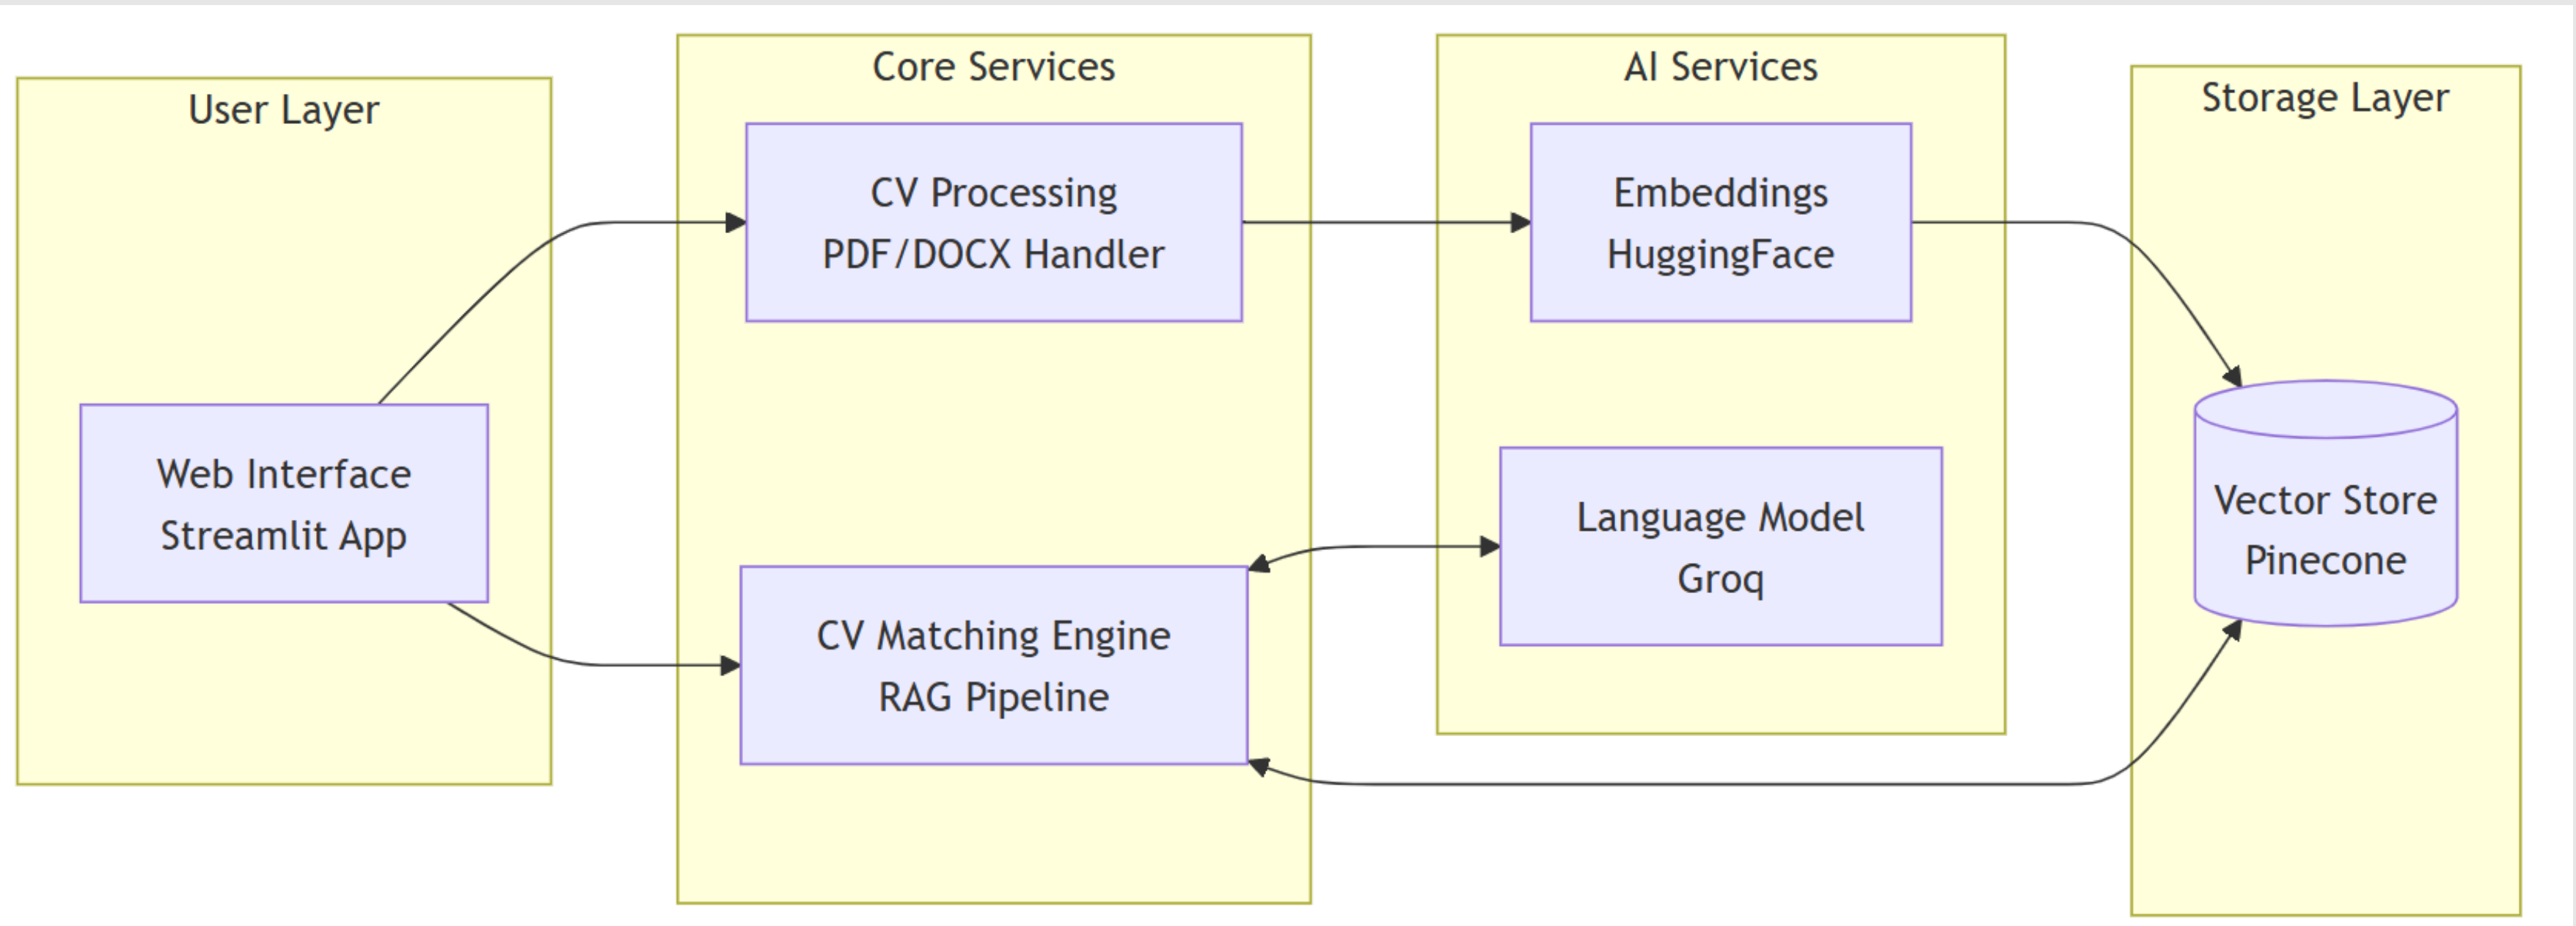 User Layer
Web Interface
Streamlit App
Core Services
CV Processing
PDF/DOCX Handler
CV Matching Engine
RAG Pipeline
AI Services
Embeddings
HuggingFace
Language Model
Groq
Storage Layer
Vector Store
Pinecone